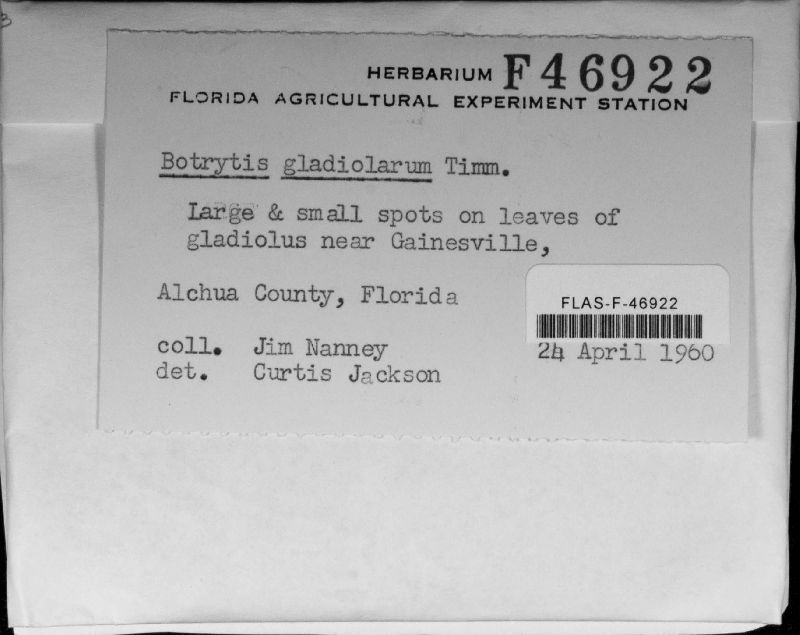 HERBARIUM F46922
FLORIDA AGRICULTURAL EXPERIMENT STATION
Botrytis gladiolarum Timm.
Large & small spots on leaves of
gladiolus near Gainesville,
Alchua County, Florida
FLAS-F-46922
coll. Jim Nanney 24 April 1960
det. Curtis Jackson